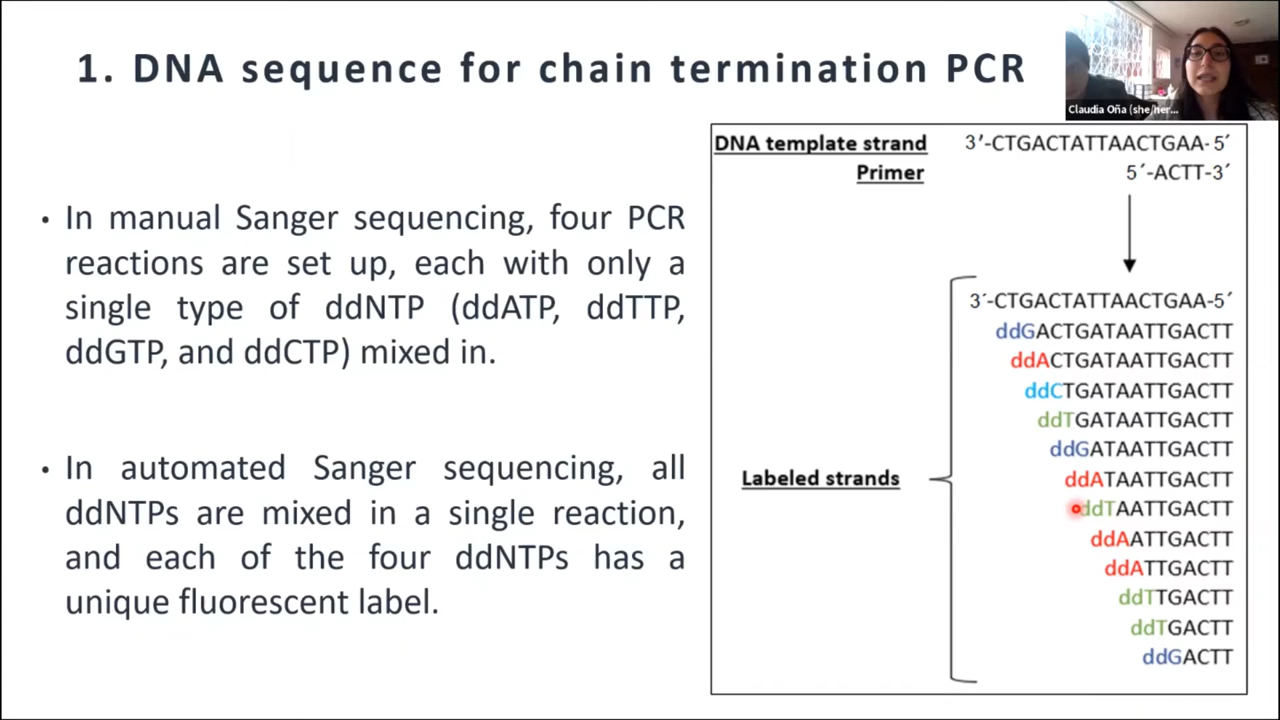 1. DNA sequence for chain termination PCR
Claudia Oña (she/her...
• In manual Sanger sequencing, four PCR
reactions are set up, each with only a
single type of ddNTP (ddATP, ddTTP,
ddGTP, and ddCTP) mixed in.
• In automated Sanger sequencing, all
ddNTPs are mixed in a single reaction,
and each of the four ddNTPs has a
unique fluorescent label.
DNA template strand 3′-CTGACTATTAACTGAA- 5′
Primer 5´-ACTT-3´
3´-CTGACTATTAACTGAA-5´
ddGACTGATAATTGACTT
ddACTGATAATTGACTT
ddCTGATAATTGACTT
ddTGATAATTGACTT
ddGATAATTGACTT
Labeled strands ddATAATTGACTT
ddTAATTGACTT
ddAATTGACTT
ddATTGACTT
ddTTGACTT
ddTGACTT
ddGACTT